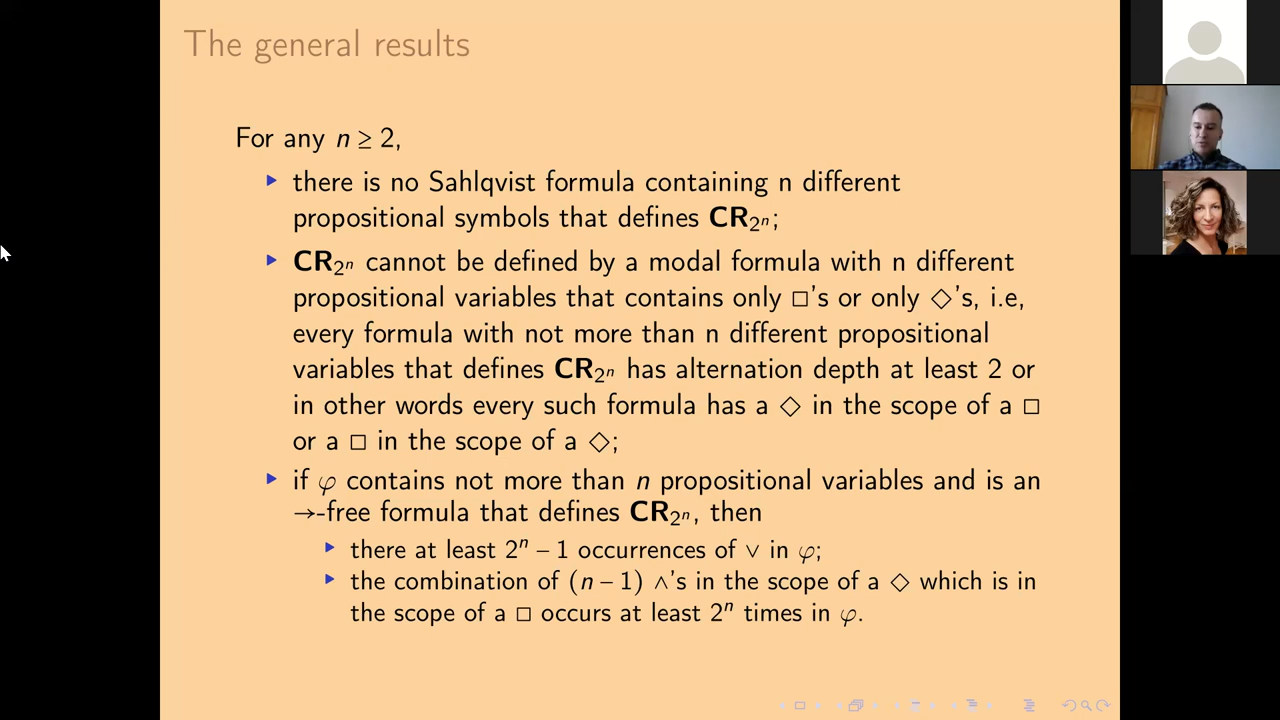 The general results
For any n ≥ 2,
▸ there is no Sahlqvist formula containing n different
propositional symbols that defines CR₂ⁿ;
▸ CR₂ⁿ cannot be defined by a modal formula with n different
propositional variables that contains only □'s or only ◇'s, i.e,
every formula with not more than n different propositional
variables that defines CR₂ⁿ has alternation depth at least 2 or
in other words every such formula has a ◇ in the scope of a □
or a □ in the scope of a ◇;
▸ if φ contains not more than n propositional variables and is an
→-free formula that defines CR₂ⁿ, then
▸ there at least 2ⁿ – 1 occurrences of ∨ in φ;
▸ the combination of (n – 1) ∧'s in the scope of a ◇ which is in
the scope of a □ occurs at least 2ⁿ times in φ.